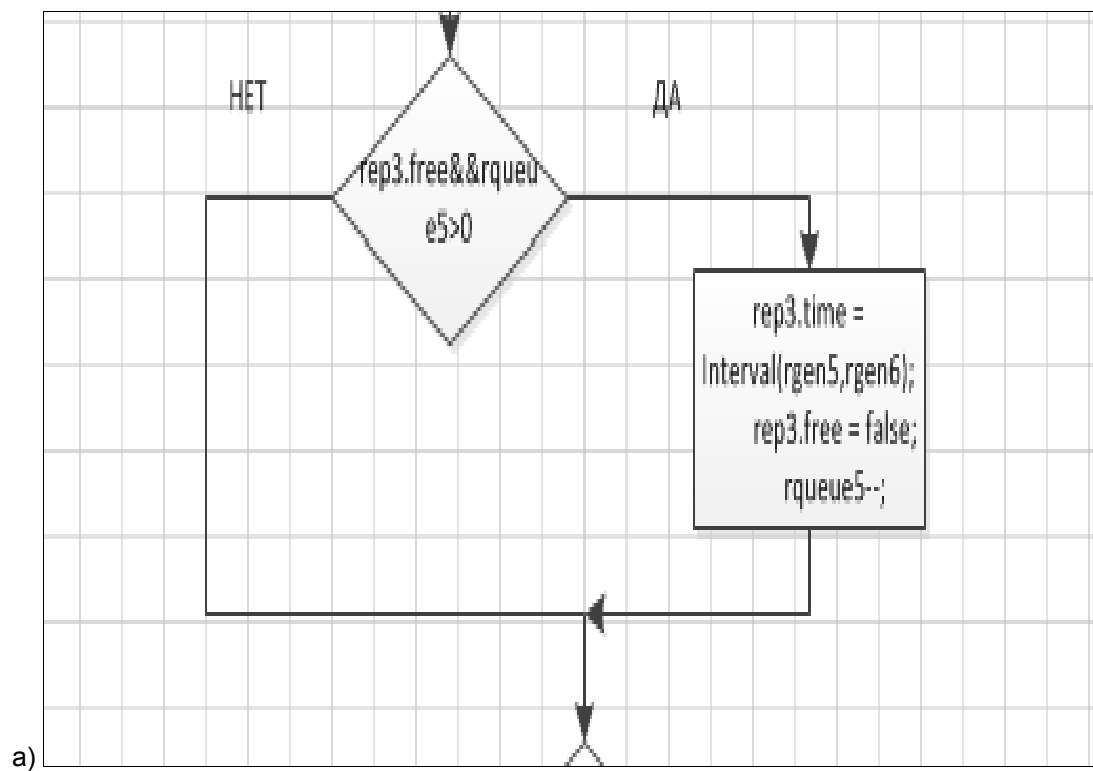 НЕТ
ДА
rep3.free&&rqueu
e5>0
rep3.time =
Interval(rgen5,rgen6);
rep3.free = false;
rqueue5--;
а)